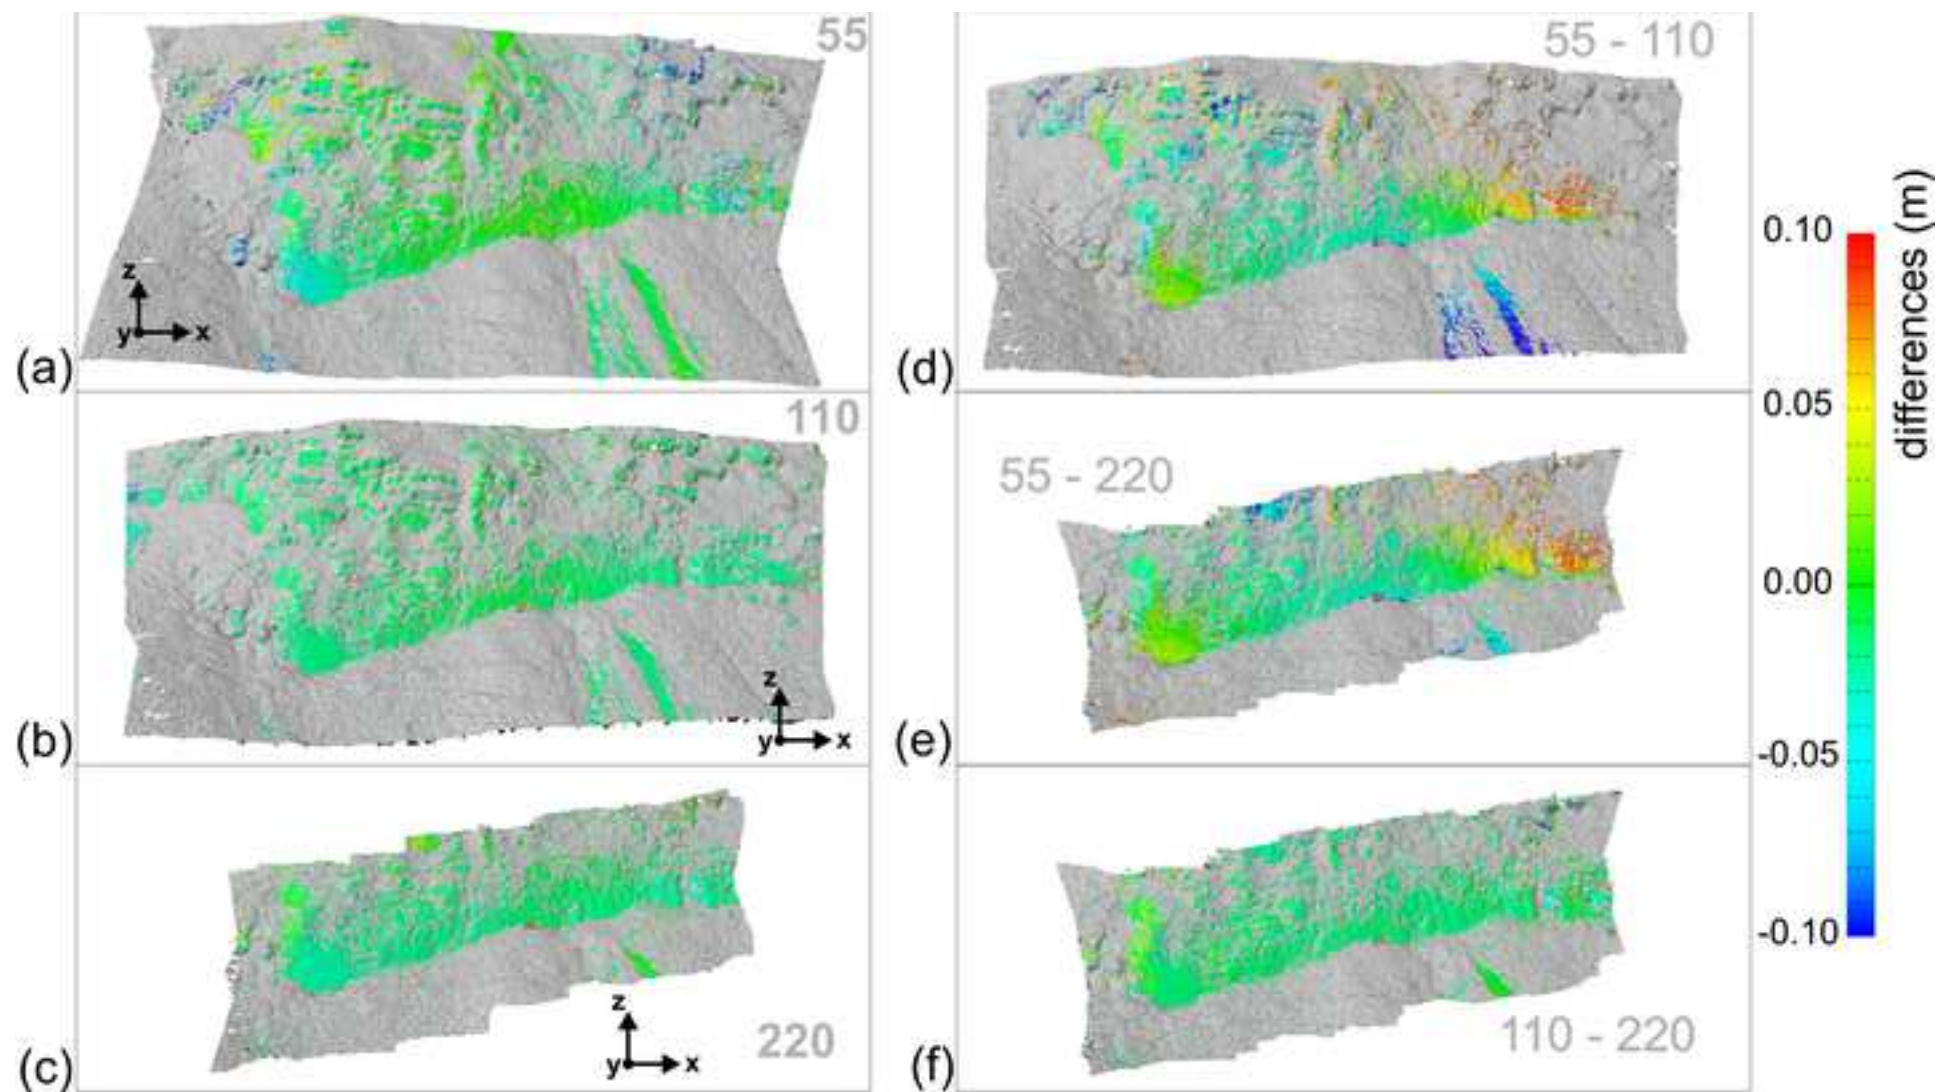 55
z
y x
(a)
110
z
y x
(b)
z
y x
220
(c)
55 - 110
(d)
55 - 220
(e)
110 - 220
(f)
differences (m)
0.10
0.05
0.00
-0.05
-0.10